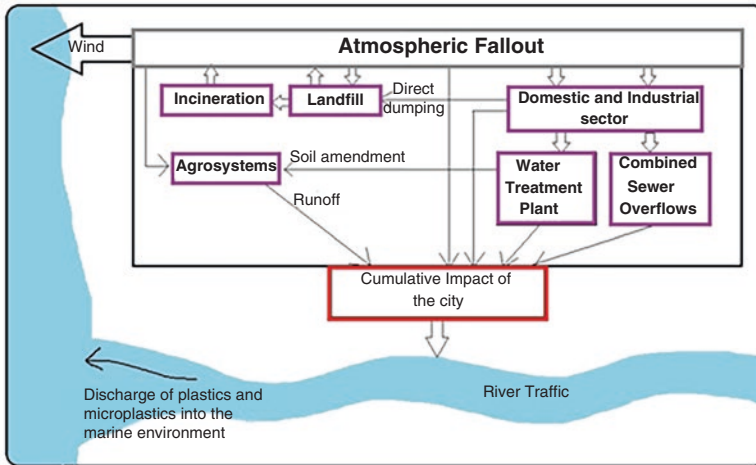 Wind
Atmospheric Fallout
Incineration
Landfill
Direct
dumping
Domestic and Industrial
sector
Agrosystems
Soil amendment
Water
Treatment
Plant
Combined
Sewer
Overflows
Runoff
Cumulative Impact of
the city
River Traffic
Discharge of plastics and
microplastics into the
marine environment